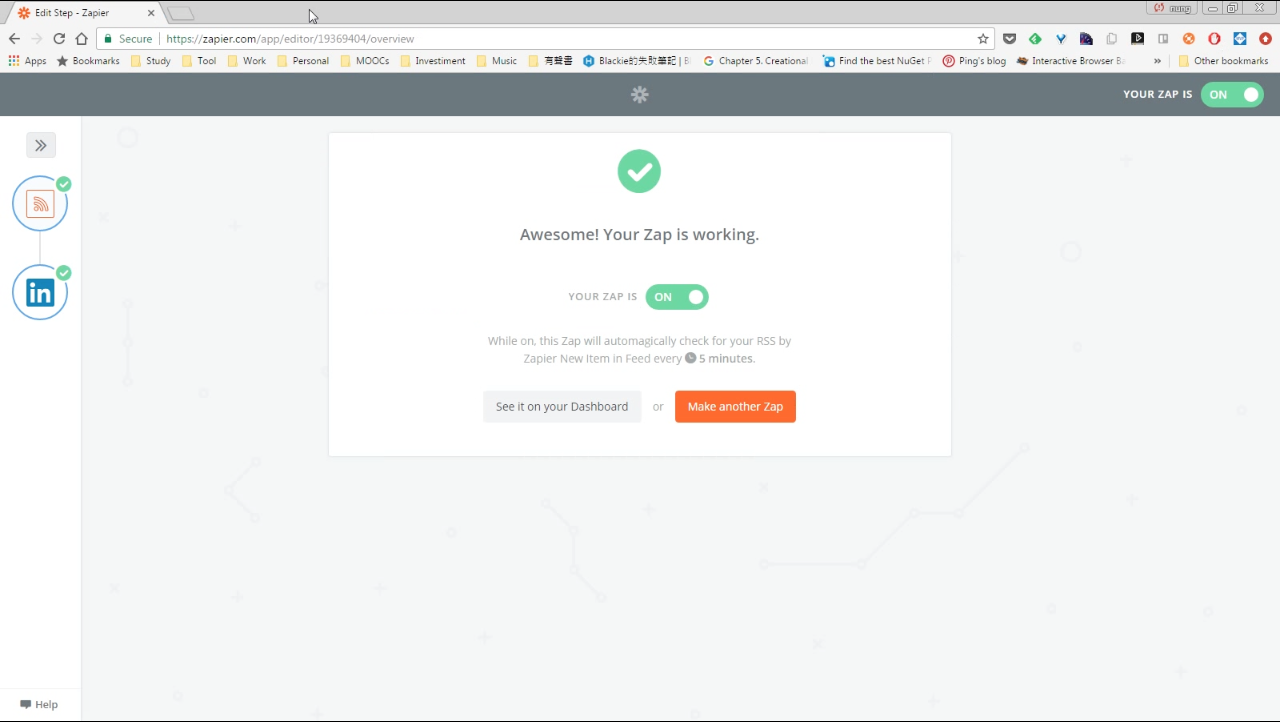 Edit Step - Zapier
nung
Secure https://zapier.com/app/editor/19369404/overview
Apps Bookmarks Study Tool Work Personal MOOCs Investment Music 有聲書 Blackie的失敗筆記 | Chapter 5. Creational Find the best NuGet Ping's blog Interactive Browser » Other bookmarks
YOUR ZAP IS ON
Awesome! Your Zap is working.
YOUR ZAP IS ON
While on, this Zap will automagically check for your RSS by
Zapier New Item in Feed every 5 minutes.
See it on your Dashboard or Make another Zap
in
Help